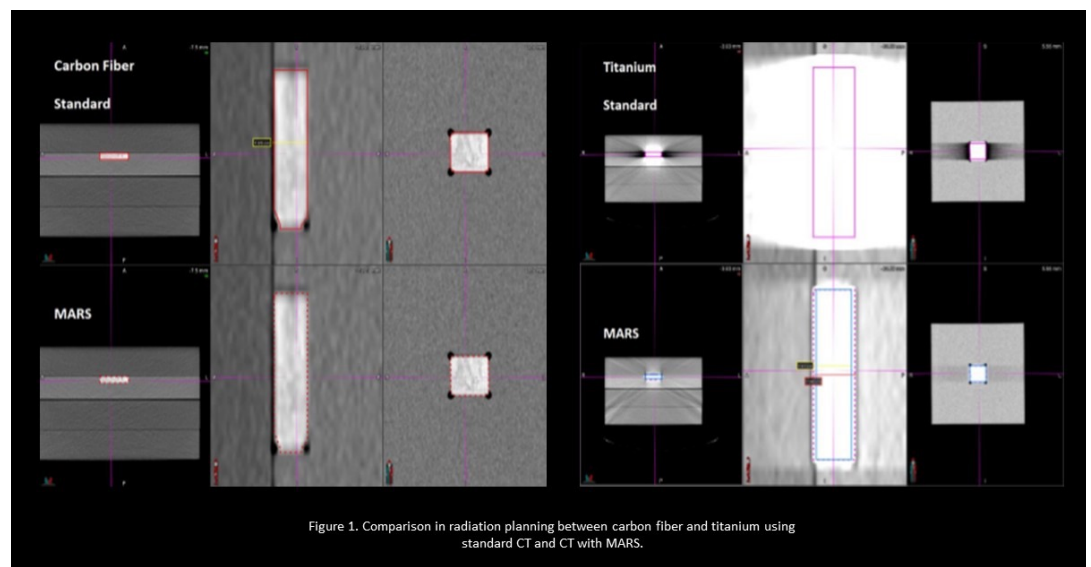 Carbon Fiber
Standard
MARS
Titanium
Standard
MARS
Figure 1. Comparison in radiation planning between carbon fiber and titanium using
standard CT and CT with MARS.